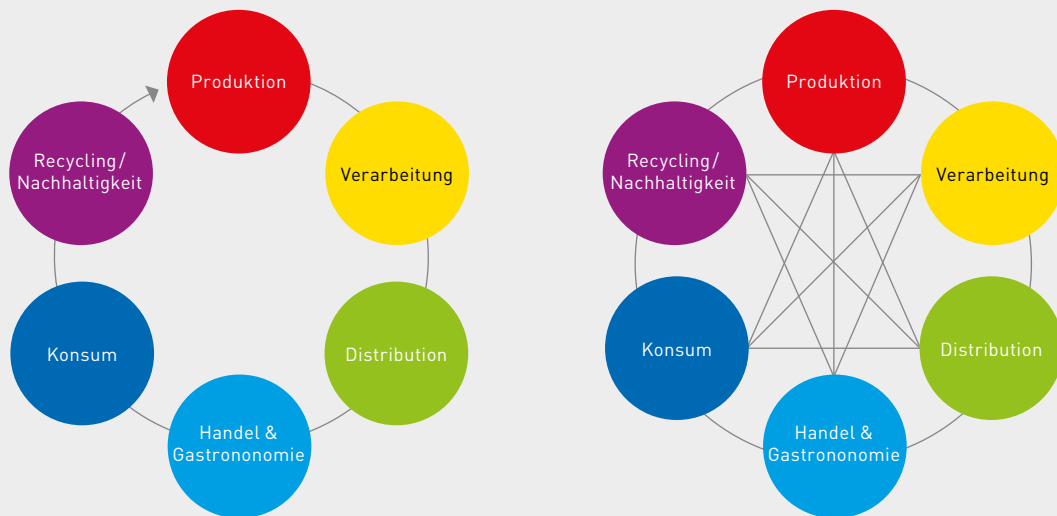 Produktion
Verarbeitung
Distribution
Handel &
Gastrononomie
Konsum
Recycling/
Nachhaltigkeit
Produktion
Verarbeitung
Distribution
Handel &
Gastrononomie
Konsum
Recycling/
Nachhaltigkeit